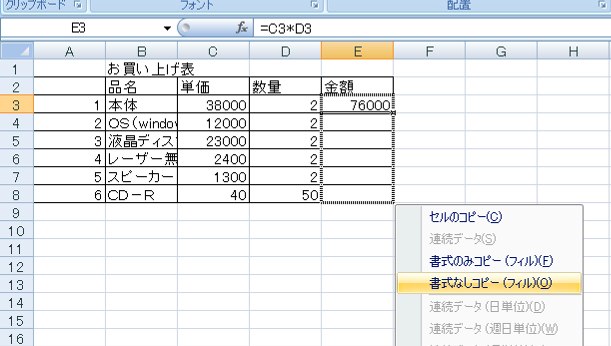 クリップボード フォント 配置
E3 fx =C3*D3
A B C D E F G H
1 お買い上げ表
2 品名 単価 数量 金額
3 1 本体 38000 2 76000
4 2 OS(window 12000 2
5 3 液晶ディス 23000 2
6 4 レーザー無 2400 2
7 5 スピーカー 1300 2
8 6 CD-R 40 50
9
10 セルのコピー(C)
11 連続データ(S)
12 書式のみコピー(フィル)(F)
13 書式なしコピー(フィル)(O)
14 連続データ(日単位)(D)
15 連続データ(週日単位)(W)
16